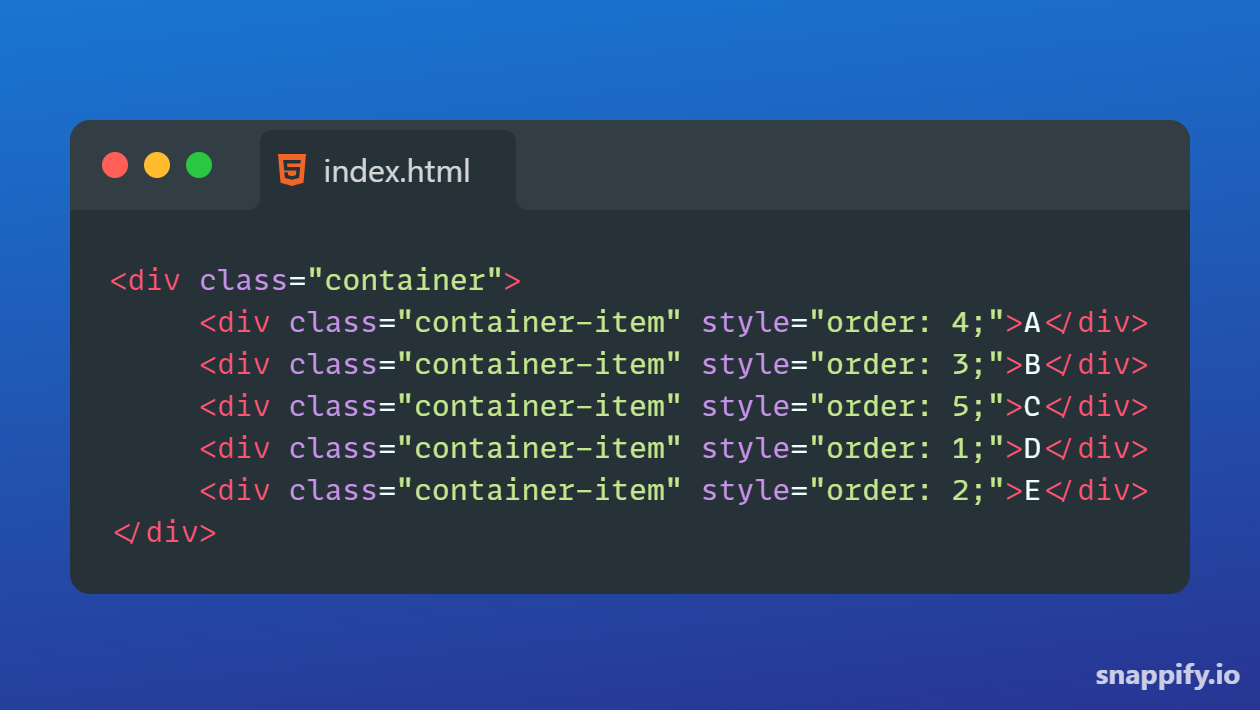 index.html
<div class="container">
<div class="container-item" style="order: 4;">A</div>
<div class="container-item" style="order: 3;">B</div>
<div class="container-item" style="order: 5;">C</div>
<div class="container-item" style="order: 1;">D</div>
<div class="container-item" style="order: 2;">E</div>
</div>
snappify.io